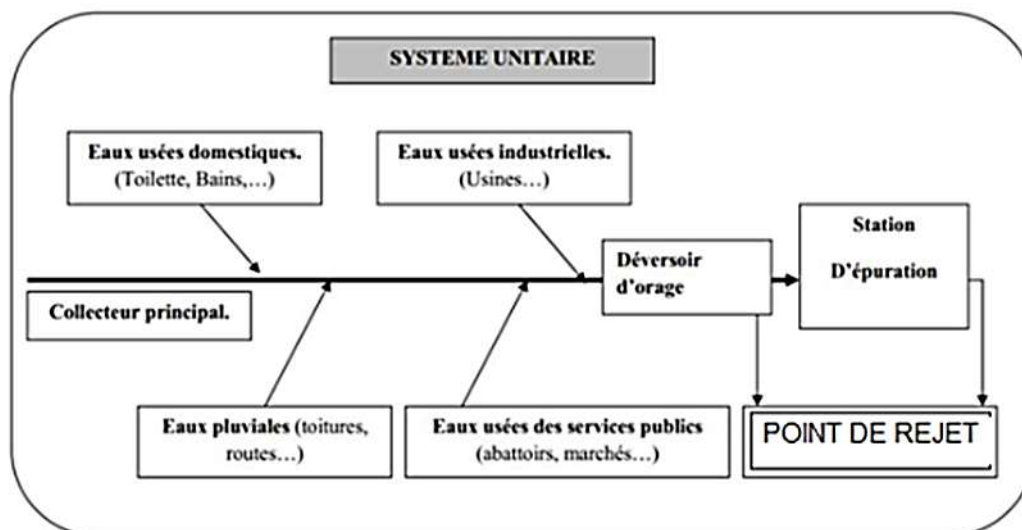 SYSTEME UNITAIRE
Eaux usées domestiques.
(Toilette, Bains,…)
Eaux usées industrielles.
(Usines…)
Déversoir
d'orage
Station
D'épuration
Collecteur principal.
Eaux pluviales (toitures,
routes…)
Eaux usées des services publics
(abattoirs, marchés…)
POINT DE REJET